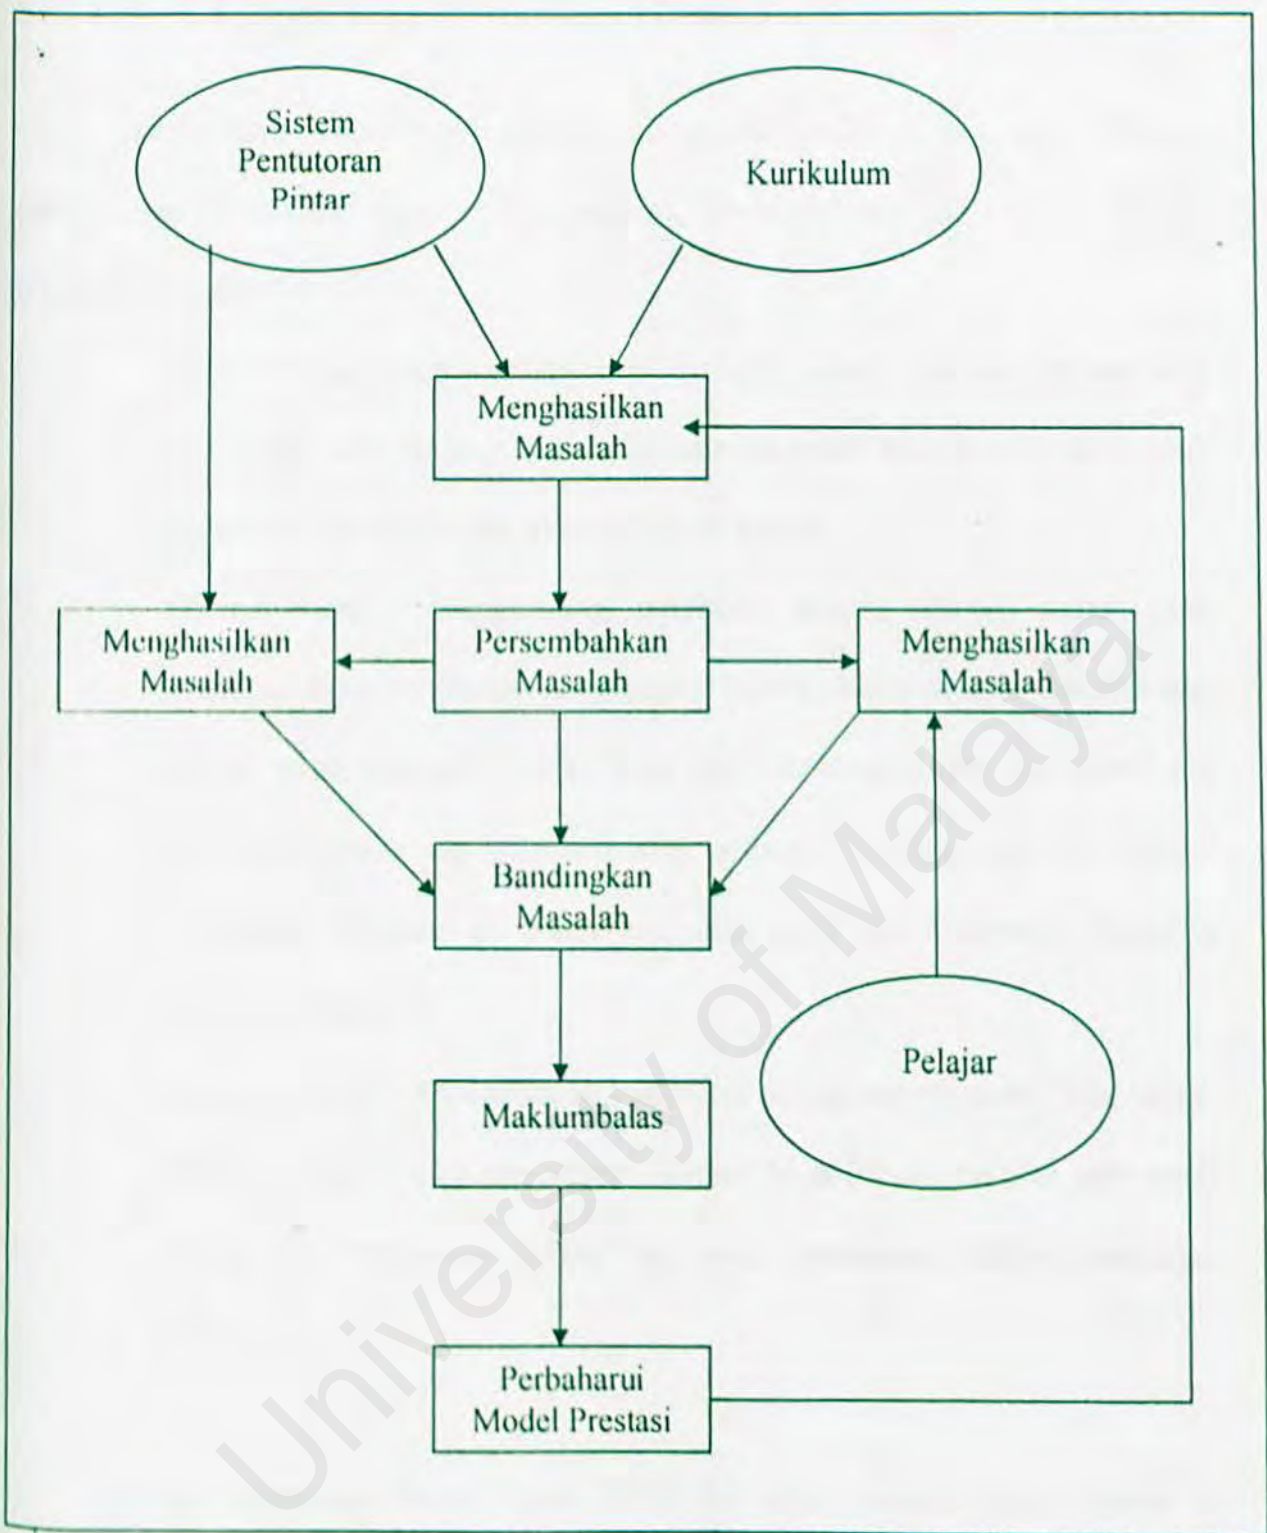 Sistem
Pentutoran
Pintar
Kurikulum
Menghasilkan
Masalah
Menghasilkan
Masalah
Persembahkan
Masalah
Menghasilkan
Masalah
Bandingkan
Masalah
Pelajar
Maklumbalas
Perbaharui
Model Prestasi
University of Malaya